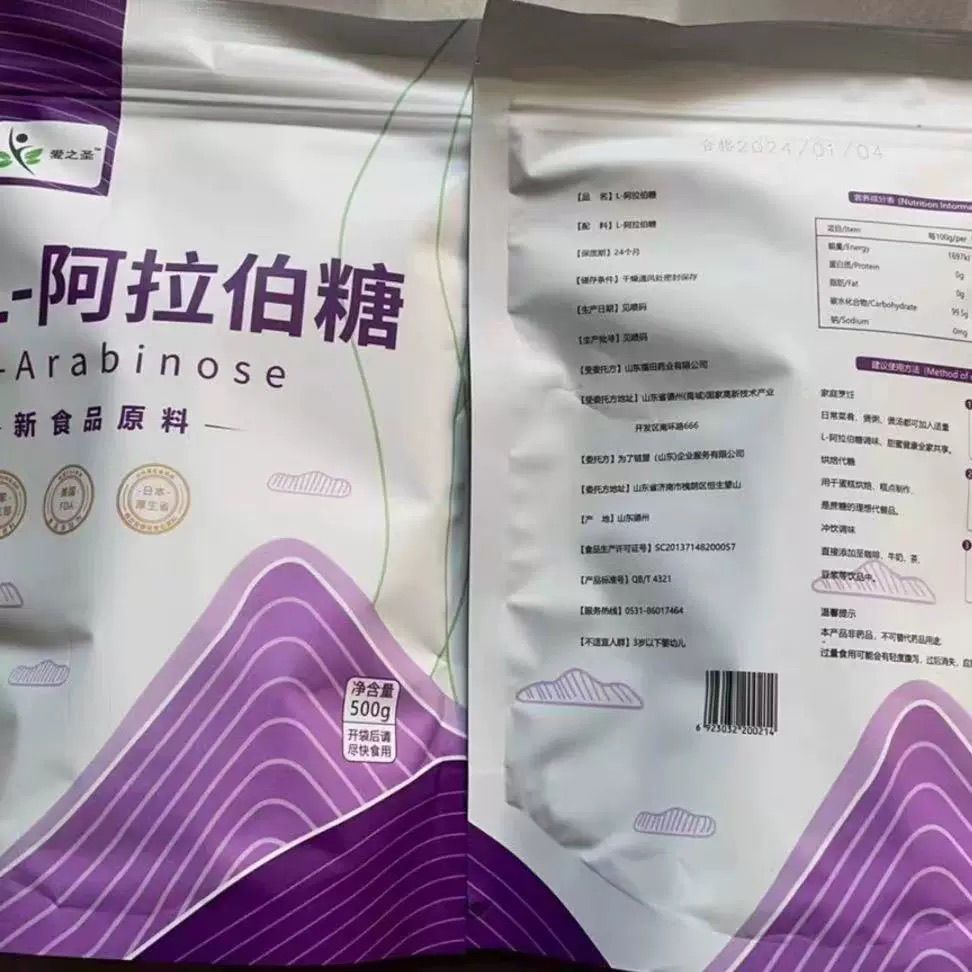 爱之圣™
L-阿拉伯糖
-Arabinose
新食品原料
美国
FDA
日本
厚生省
净含量
500g
开袋后请
尽快食用
合格2024/01/04
【品 名】L-阿拉伯糖
【配 料】L-阿拉伯糖
【保质期】24个月
【储存条件】干燥通风处密封保存
【生产日期】见喷码
【生产批号】见喷码
【受委托方】山东福田药业有限公司
【受委托方地址】山东省德州(禹城)国家高新技术产业
开发区南环路666
【委托方】为了链盟(山东)企业服务有限公司
【委托方地址】山东省济南市槐荫区恒生望山
【产 地】山东德州
【食品生产许可证号】SC20137148200057
【产品标准号】QB/T 4321
【服务热线】0531-86017464
【不适宜人群】3岁以下婴幼儿
6 923032 200214
营养成分表 (Nutrition Informa
项目/Item 每100g/per
能量/Energy 1697kJ
蛋白质/Protein 0g
脂肪/Fat 0g
碳水化合物/Carbohydrate 99.5g
钠/Sodium 0mg
建议使用方法 (Method of
家庭烹饪
日常菜肴、煲粥、煲汤都可加入适量
L-阿拉伯糖调味，甜蜜健康全家共享。
烘焙代糖
用于蛋糕烘焙、糕点制作，
是蔗糖的理想代餐品。
冲饮调味
直接添加至咖啡、牛奶、茶、
豆浆等饮品中。
温馨提示
本产品非药品，不可替代药品用途
过量食用可能会有轻度腹泻，过后消失，应